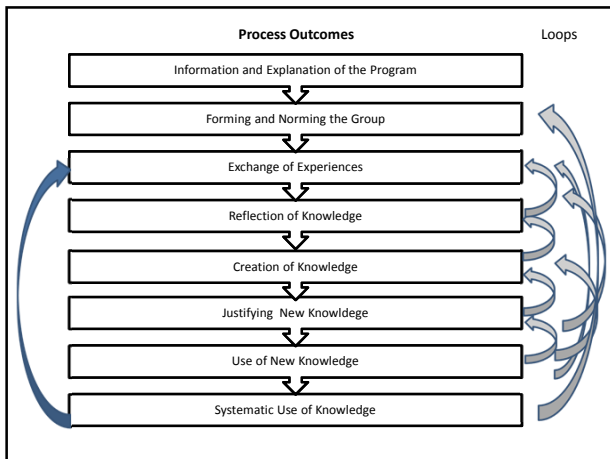 Process Outcomes Loops
Information and Explanation of the Program
Forming and Norming the Group
Exchange of Experiences
Reflection of Knowledge
Creation of Knowledge
Justifying New Knowldege
Use of New Knowledge
Systematic Use of Knowledge